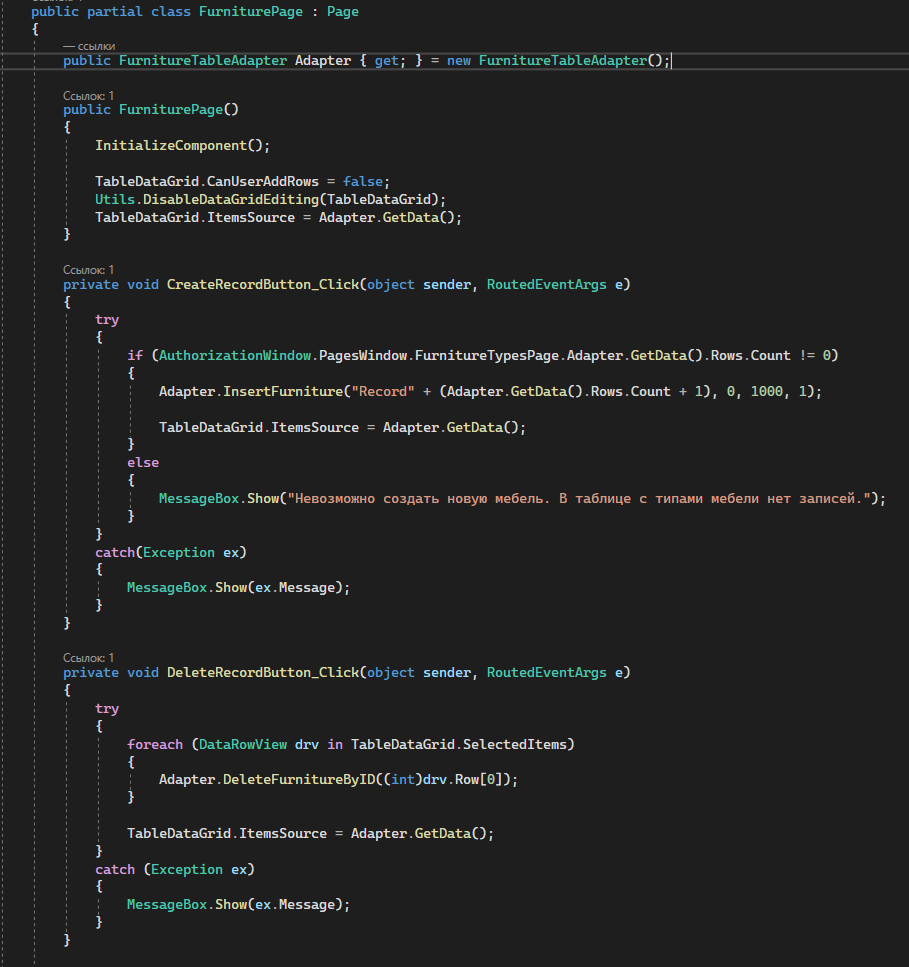 public partial class FurniturePage : Page
{
— ссылки
public FurnitureTableAdapter Adapter { get; } = new FurnitureTableAdapter();
Ссылок: 1
public FurniturePage()
{
InitializeComponent();
TableDataGrid.CanUserAddRows = false;
Utils.DisableDataGridEditing(TableDataGrid);
TableDataGrid.ItemsSource = Adapter.GetData();
}
Ссылок: 1
private void CreateRecordButton_Click(object sender, RoutedEventArgs e)
{
try
{
if (AuthorizationWindow.PagesWindow.FurnitureTypesPage.Adapter.GetData().Rows.Count != 0)
{
Adapter.InsertFurniture("Record" + (Adapter.GetData().Rows.Count + 1), 0, 1000, 1);
TableDataGrid.ItemsSource = Adapter.GetData();
}
else
{
MessageBox.Show("Невозможно создать новую мебель. В таблице с типами мебели нет записей.");
}
}
catch(Exception ex)
{
MessageBox.Show(ex.Message);
}
}
Ссылок: 1
private void DeleteRecordButton_Click(object sender, RoutedEventArgs e)
{
try
{
foreach (DataRowView drv in TableDataGrid.SelectedItems)
{
Adapter.DeleteFurnitureByID((int)drv.Row[0]);
}
TableDataGrid.ItemsSource = Adapter.GetData();
}
catch (Exception ex)
{
MessageBox.Show(ex.Message);
}
}